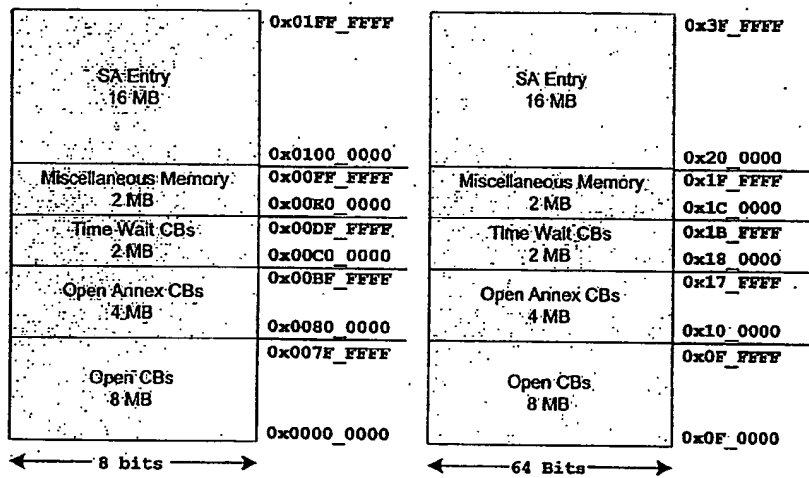 0x01FF_FFFF
SA Entry
16 MB
0x0100_0000
Miscellaneous Memory
2 MB
0x00FF_FFFF
0x00E0_0000
Time Wait CBs
2 MB
0x00DF_FFFF
0x00C0_0000
Open Annex CBs
4 MB
0x00BF_FFFF
0x0080_0000
Open CBs
8 MB
0x007F_FFFF
0x0000_0000
8 bits
0x3F_FFFF
SA Entry
16 MB
0x20_0000
Miscellaneous Memory
2 MB
0x1F_FFFF
0x1C_0000
Time Wait CBs
2 MB
0x1B_FFFF
0x18_0000
Open Annex CBs
4 MB
0x17_FFFF
0x10_0000
Open CBs
8 MB
0x0F_FFFF
0x0F_0000
64 Bits